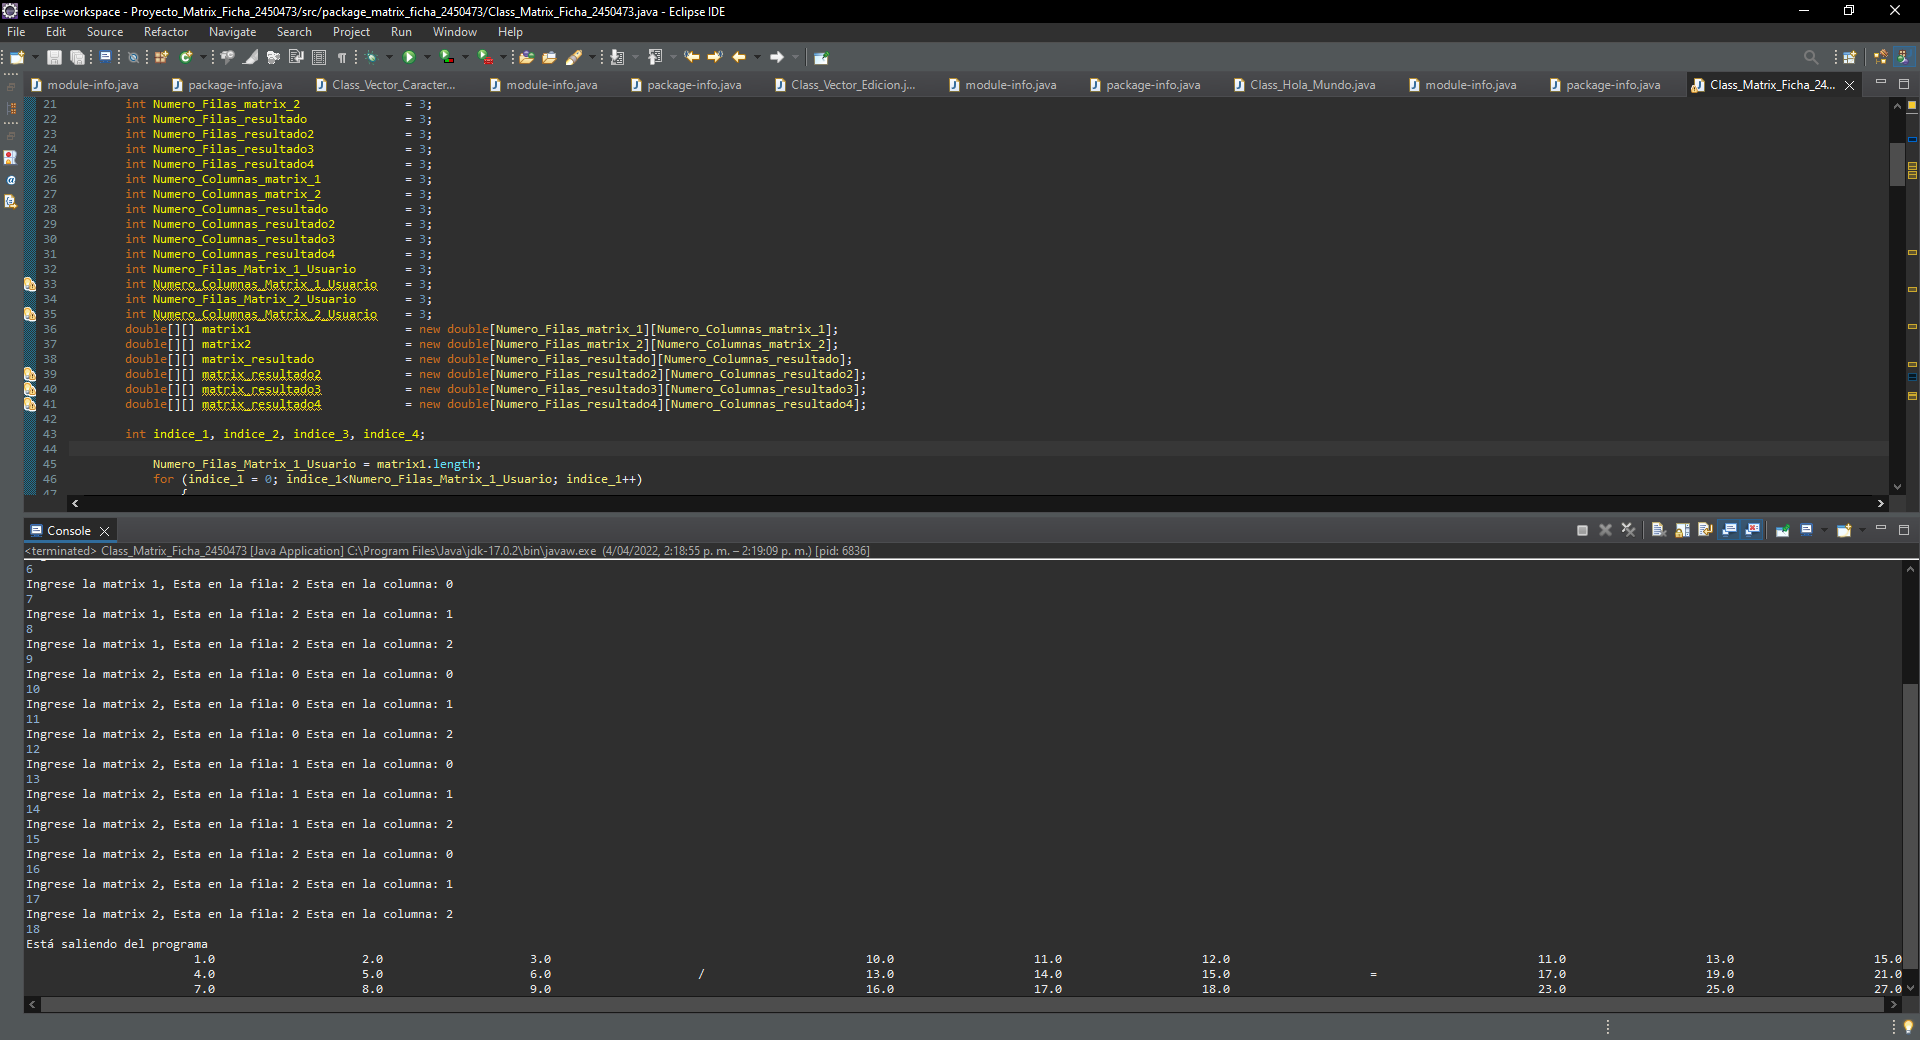 eclipse-workspace - Proyecto_Matrix_Ficha_2450473/src/package_matrix_ficha_2450473/Class_Matrix_Ficha_2450473.java - Eclipse IDE
File Edit Source Refactor Navigate Search Project Run Window Help
module-info.java package-info.java Class_Vector_Caracter... module-info.java package-info.java Class_Vector_Edicion.j... module-info.java package-info.java Class_Hola_Mundo.java module-info.java package-info.java Class_Matrix_Ficha_24...
21 int Numero_Filas_matrix_2 = 3;
22 int Numero_Filas_resultado = 3;
23 int Numero_Filas_resultado2 = 3;
24 int Numero_Filas_resultado3 = 3;
25 int Numero_Filas_resultado4 = 3;
26 int Numero_Columnas_matrix_1 = 3;
27 int Numero_Columnas_matrix_2 = 3;
28 int Numero_Columnas_resultado = 3;
29 int Numero_Columnas_resultado2 = 3;
30 int Numero_Columnas_resultado3 = 3;
31 int Numero_Columnas_resultado4 = 3;
32 int Numero_Filas_Matrix_1_Usuario = 3;
33 int Numero_Columnas_Matrix_1_Usuario = 3;
34 int Numero_Filas_Matrix_2_Usuario = 3;
35 int Numero_Columnas_Matrix_2_Usuario = 3;
36 double[][] matrix1 = new double[Numero_Filas_matrix_1][Numero_Columnas_matrix_1];
37 double[][] matrix2 = new double[Numero_Filas_matrix_2][Numero_Columnas_matrix_2];
38 double[][] matrix_resultado = new double[Numero_Filas_resultado][Numero_Columnas_resultado];
39 double[][] matrix_resultado2 = new double[Numero_Filas_resultado2][Numero_Columnas_resultado2];
40 double[][] matrix_resultado3 = new double[Numero_Filas_resultado3][Numero_Columnas_resultado3];
41 double[][] matrix_resultado4 = new double[Numero_Filas_resultado4][Numero_Columnas_resultado4];
42
43 int indice_1, indice_2, indice_3, indice_4;
44
45 Numero_Filas_Matrix_1_Usuario = matrix1.length;
46 for (indice_1 = 0; indice_1<Numero_Filas_Matrix_1_Usuario; indice_1++)
47 {
Console
<terminated> Class_Matrix_Ficha_2450473 [Java Application] C:\Program Files\Java\jdk-17.0.2\bin\javaw.exe (4/04/2022, 2:18:55 p. m. – 2:19:09 p. m.) [pid: 6836]
6
Ingrese la matrix 1, Esta en la fila: 2 Esta en la columna: 0
7
Ingrese la matrix 1, Esta en la fila: 2 Esta en la columna: 1
8
Ingrese la matrix 1, Esta en la fila: 2 Esta en la columna: 2
9
Ingrese la matrix 2, Esta en la fila: 0 Esta en la columna: 0
10
Ingrese la matrix 2, Esta en la fila: 0 Esta en la columna: 1
11
Ingrese la matrix 2, Esta en la fila: 0 Esta en la columna: 2
12
Ingrese la matrix 2, Esta en la fila: 1 Esta en la columna: 0
13
Ingrese la matrix 2, Esta en la fila: 1 Esta en la columna: 1
14
Ingrese la matrix 2, Esta en la fila: 1 Esta en la columna: 2
15
Ingrese la matrix 2, Esta en la fila: 2 Esta en la columna: 0
16
Ingrese la matrix 2, Esta en la fila: 2 Esta en la columna: 1
17
Ingrese la matrix 2, Esta en la fila: 2 Esta en la columna: 2
18
Está saliendo del programa
1.0 2.0 3.0 10.0 11.0 12.0 11.0 13.0 15.0
4.0 5.0 6.0 / 13.0 14.0 15.0 = 17.0 19.0 21.0
7.0 8.0 9.0 16.0 17.0 18.0 23.0 25.0 27.0